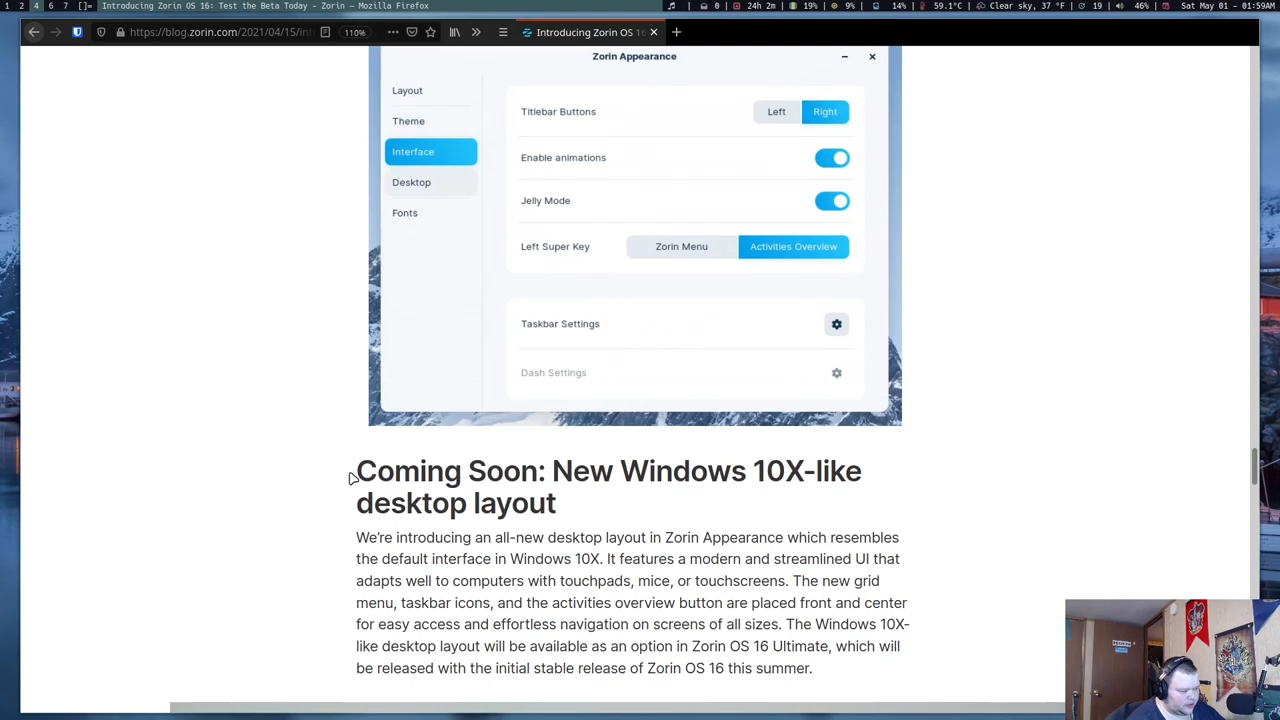 1 2 4 6 7 []= Introducing Zorin OS 16: Test the Beta Today – Zorin — Mozilla Firefox 0 0 24h 2m 19% 9% 14% 59.1°C Clear sky, 37 °F 19 46% Sat May 01 - 01:59AM
https://blog.zorin.com/2021/04/15/in 110% Introducing Zorin OS 16
Zorin Appearance
Layout
Titlebar Buttons Left Right
Theme
Interface
Enable animations
Desktop
Jelly Mode
Fonts
Left Super Key Zorin Menu Activities Overview
Taskbar Settings
Dash Settings
Coming Soon: New Windows 10X-like
desktop layout
We're introducing an all-new desktop layout in Zorin Appearance which resembles
the default interface in Windows 10X. It features a modern and streamlined UI that
adapts well to computers with touchpads, mice, or touchscreens. The new grid
menu, taskbar icons, and the activities overview button are placed front and center
for easy access and effortless navigation on screens of all sizes. The Windows 10X-
like desktop layout will be available as an option in Zorin OS 16 Ultimate, which will
be released with the initial stable release of Zorin OS 16 this summer.